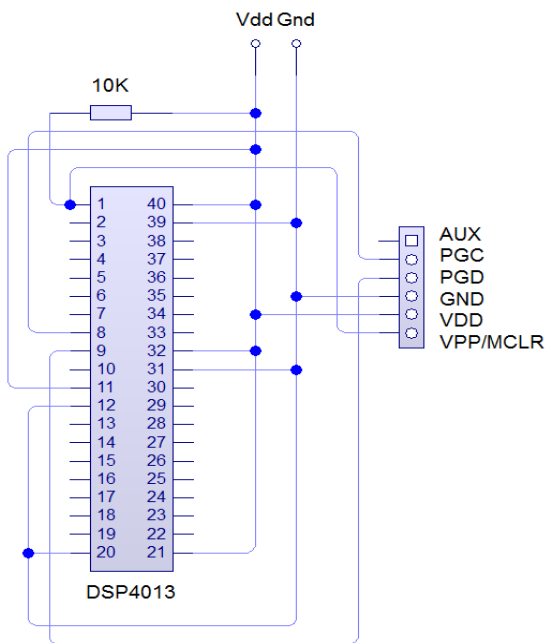 Vdd Gnd
10K
1 40
2 39
3 38
4 37
5 36
6 35
7 34
8 33
9 32
10 31
11 30
12 29
13 28
14 27
15 26
16 25
17 24
18 23
19 22
20 21
DSP4013
AUX
PGC
PGD
GND
VDD
VPP/MCLR